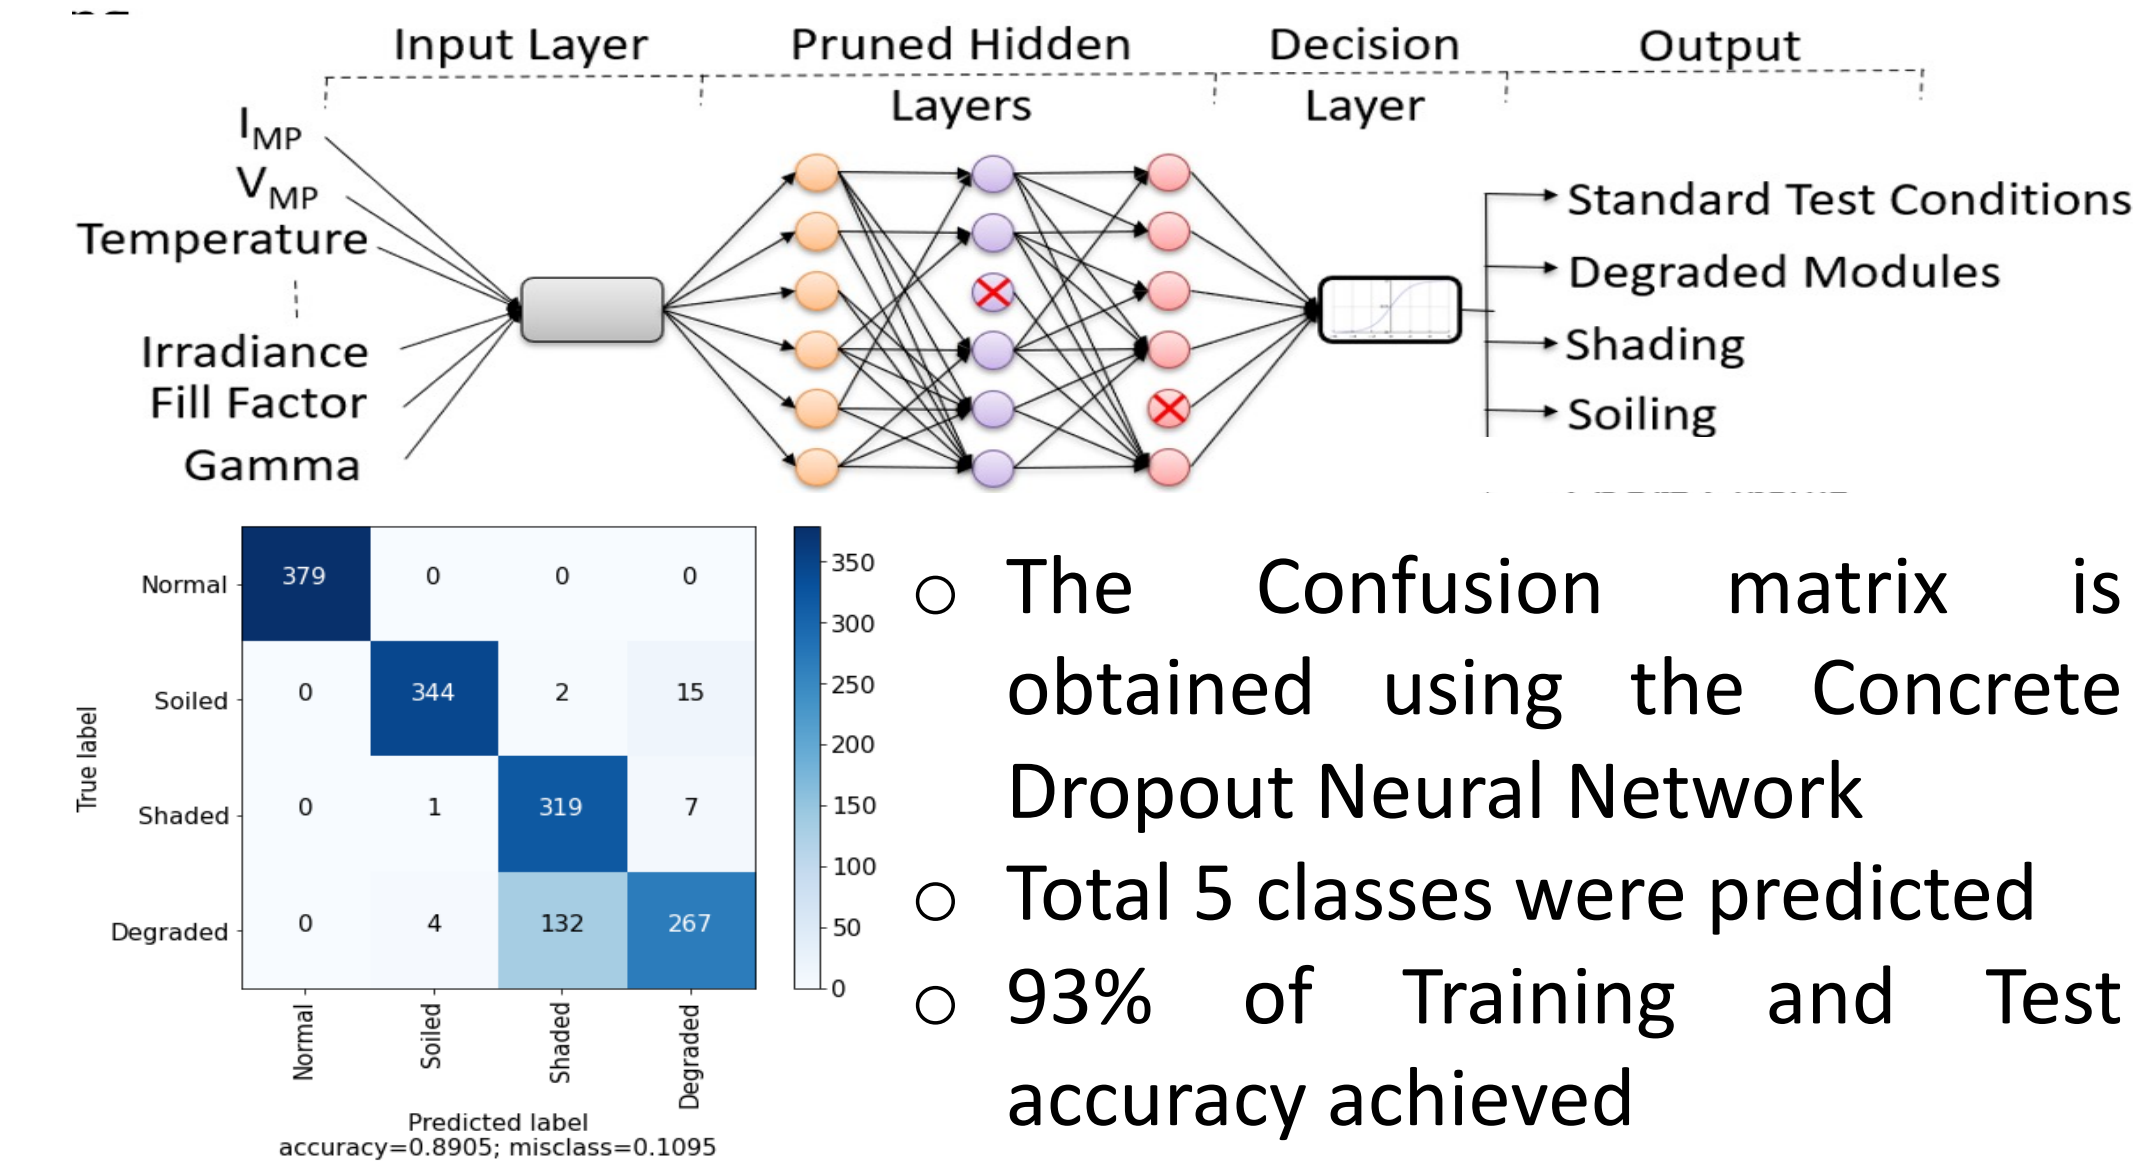 Input Layer
Pruned Hidden
Layers
Decision
Layer
Output
I_MP
V_MP
Temperature
Irradiance
Fill Factor
Gamma
Standard Test Conditions
Degraded Modules
Shading
Soiling
True label
Normal 379 0 0 0
Soiled 0 344 2 15
Shaded 0 1 319 7
Degraded 0 4 132 267
Normal Soiled Shaded Degraded
Predicted label
accuracy=0.8905; misclass=0.1095
350
300
250
200
150
100
50
0
○ The Confusion matrix is
obtained using the Concrete
Dropout Neural Network
○ Total 5 classes were predicted
○ 93% of Training and Test
accuracy achieved